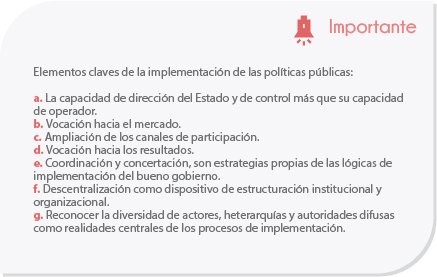 Importante
Elementos claves de la implementación de las políticas públicas:
a. La capacidad de dirección del Estado y de control más que su capacidad
de operador.
b. Vocación hacia el mercado.
c. Ampliación de los canales de participación.
d. Vocación hacia los resultados.
e. Coordinación y concertación, son estrategias propias de las lógicas de
implementación del bueno gobierno.
f. Descentralización como dispositivo de estructuración institucional y
organizacional.
g. Reconocer la diversidad de actores, heterarquías y autoridades difusas
como realidades centrales de los procesos de implementación.